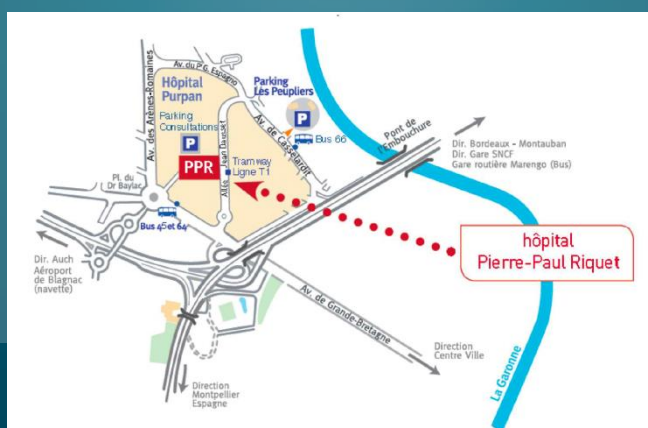 Av. du P.G. Espagno
Parking
Les Peupliers
Hôpital
Purpan
Av. des Arènes-Romaines
P
Parking
Consultations
P
Av. de Casselardit
Bus 66
Pont de
l'Embouchure
Dir. Bordeaux - Montauban
Dir. Gare SNCF
Gare routière Marengo (Bus)
PPR
Allée Jean Dausset
Tramway
Ligne T1
Pl. du
Dr Baylac
Bus 45 et 64
hôpital
Pierre-Paul Riquet
Dir. Auch
Aéroport
de Blagnac
(navette)
Av. de Grande-Bretagne
Direction
Centre Ville
La Garonne
Direction
Montpellier
Espagne